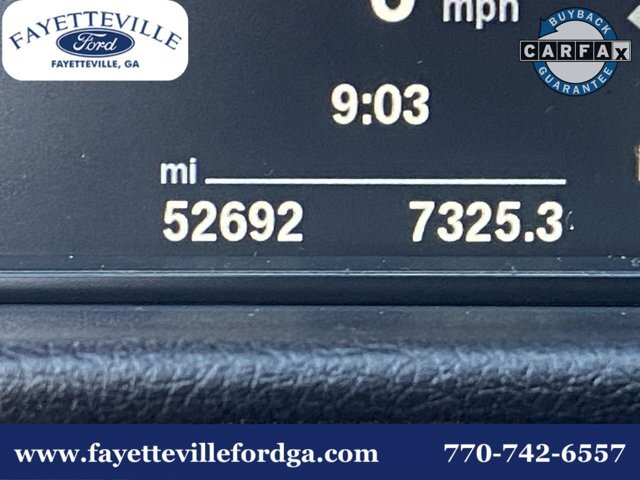 FAYETTEVILLE
Ford
FAYETTEVILLE, GA
mph
BUYBACK
CARFAX
GUARANTEE
9:03
mi
52692 7325.3
www.fayettevillefordga.com 770-742-6557